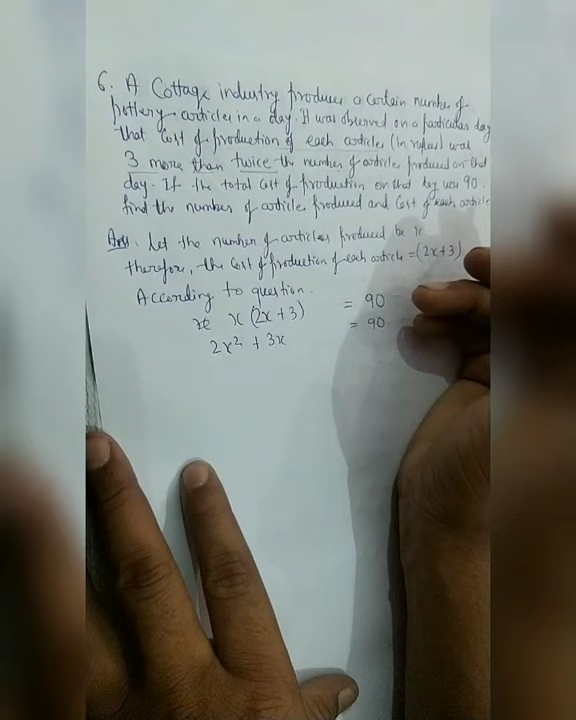 6. A Cottage industry produces a certain number of
pottery articles in a day. It was observed on a particular day
that cost of production of each article (in rupees) was
3 more than twice the number of articles produced on that
day. If the total cost of production on that day was 90.
find the number of article produced and cost of each article
Ans. Let the number of articles produced be x
therefore, the cost of production of each article = (2x+3)
According to question.
x (2x+3) = 90
2x² + 3x = 90